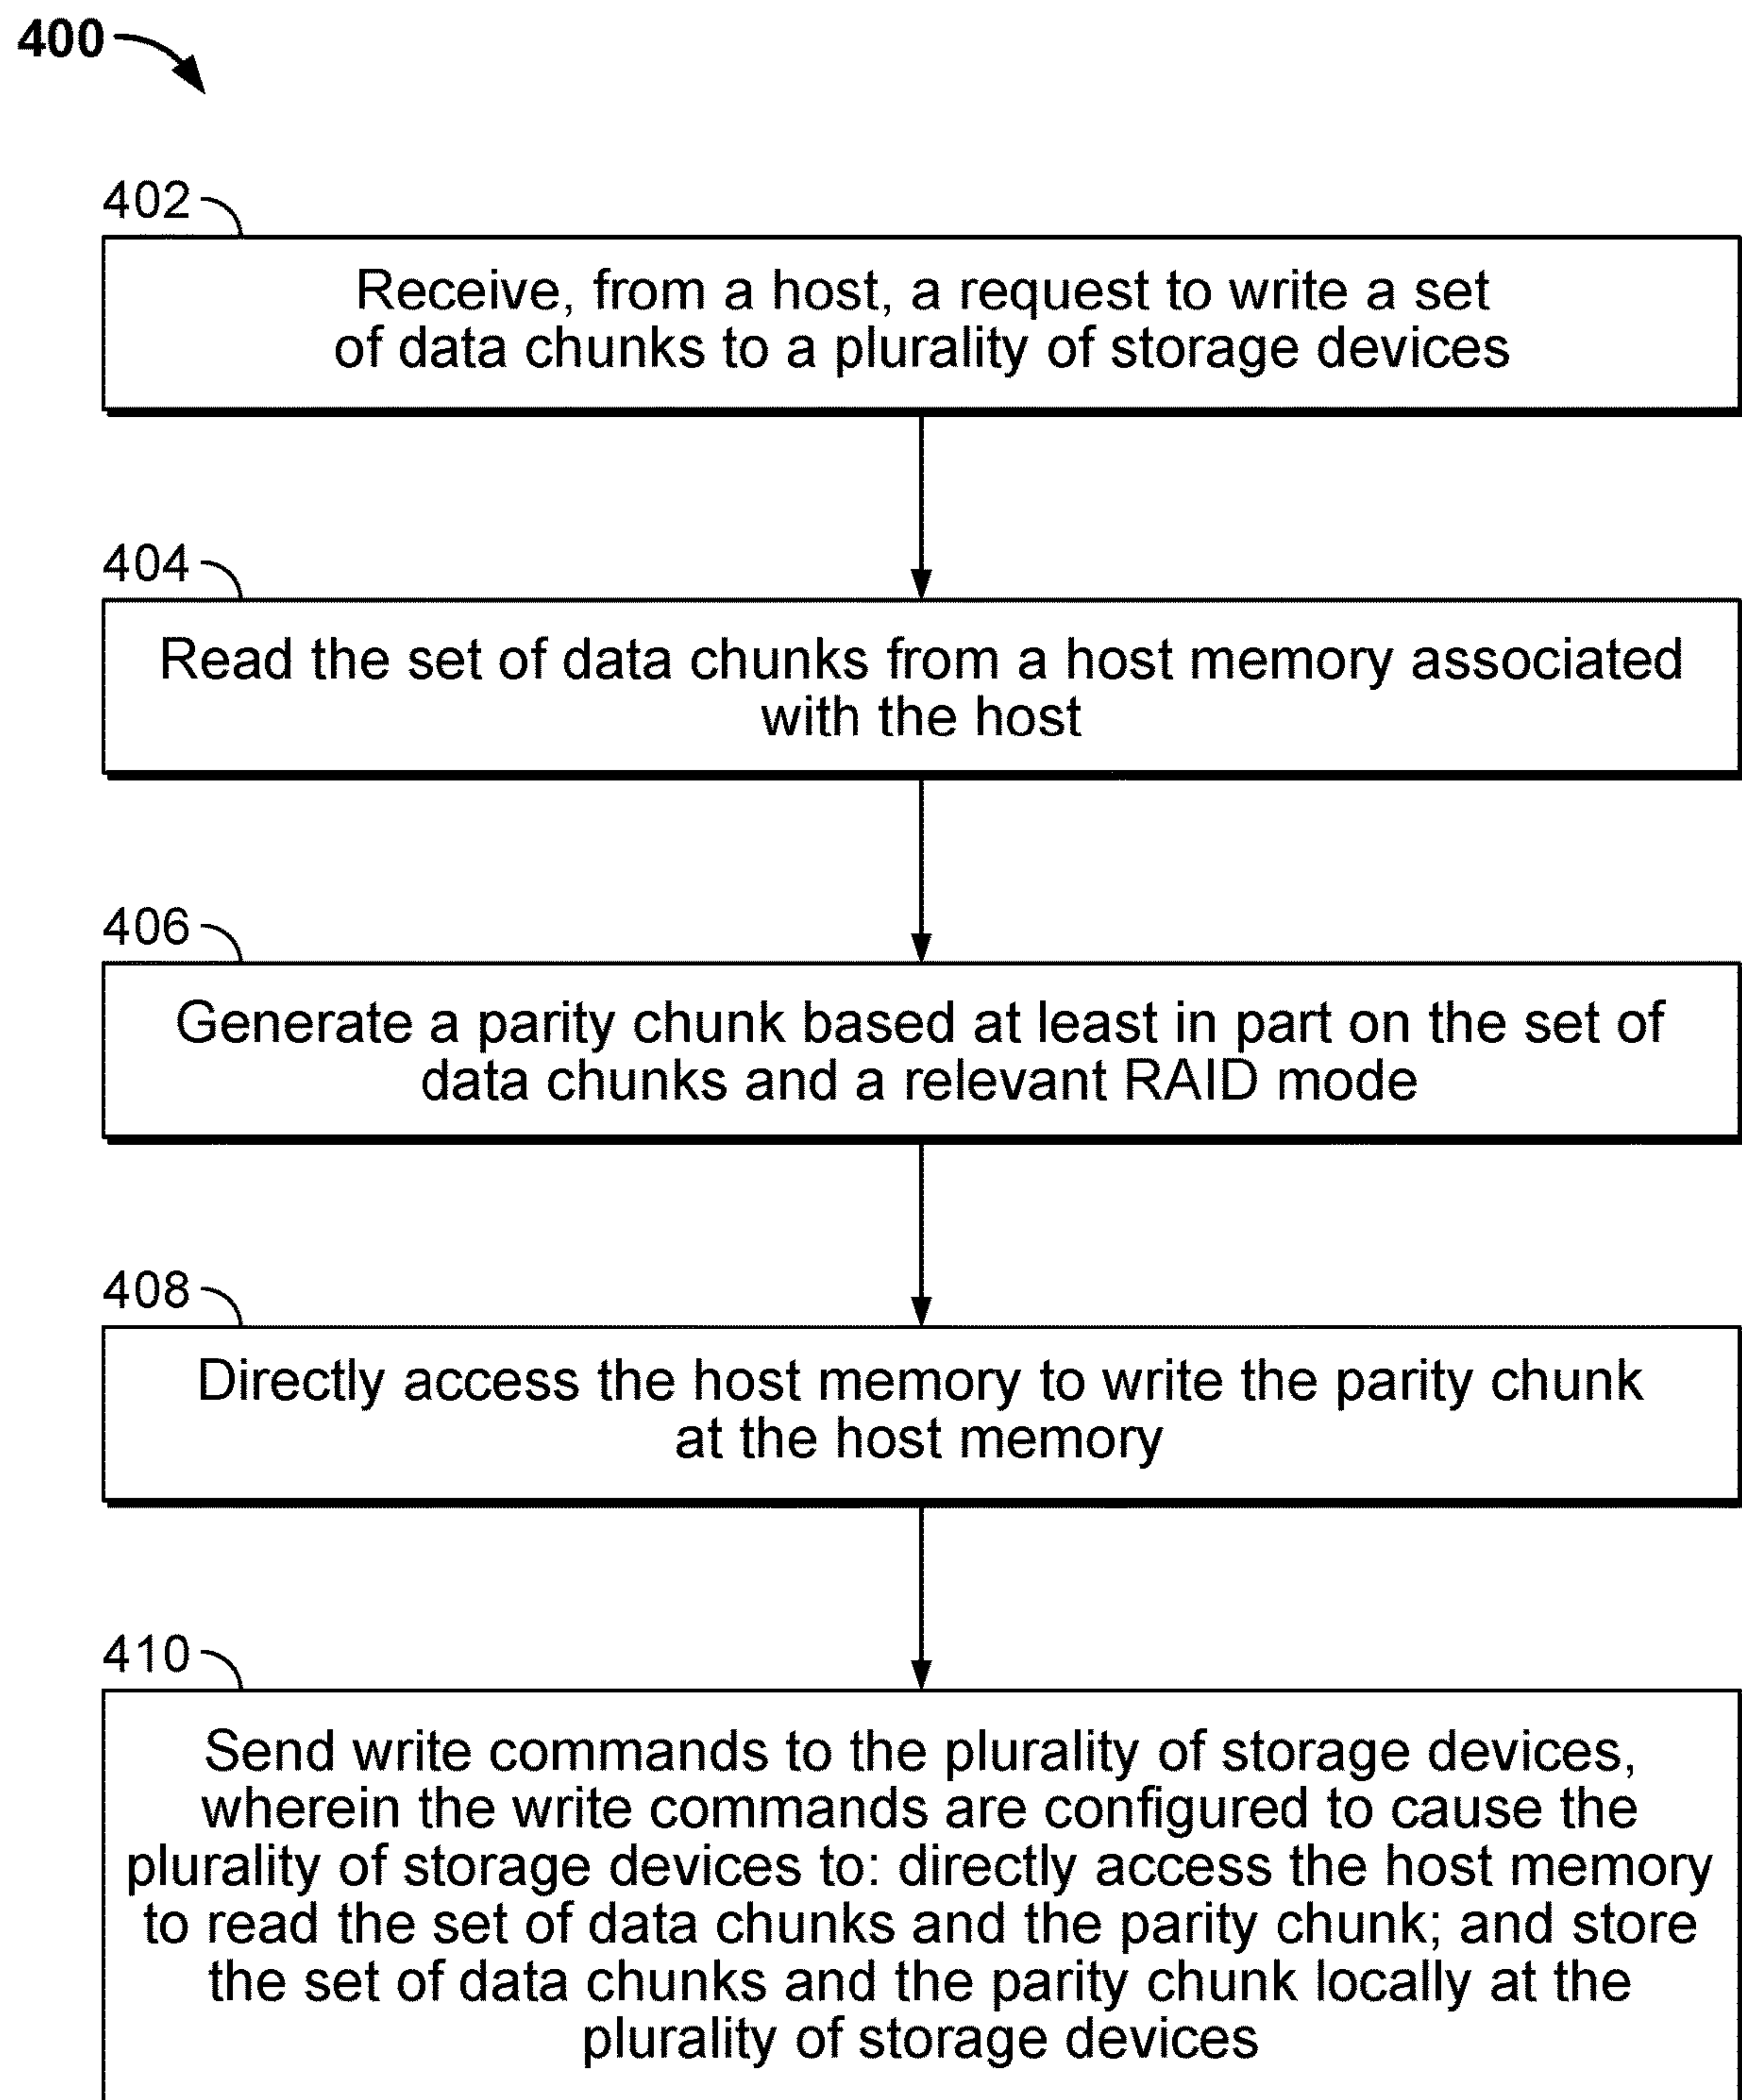 400
402
Receive, from a host, a request to write a set
of data chunks to a plurality of storage devices
404
Read the set of data chunks from a host memory associated
with the host
406
Generate a parity chunk based at least in part on the set of
data chunks and a relevant RAID mode
408
Directly access the host memory to write the parity chunk
at the host memory
410
Send write commands to the plurality of storage devices,
wherein the write commands are configured to cause the
plurality of storage devices to: directly access the host memory
to read the set of data chunks and the parity chunk; and store
the set of data chunks and the parity chunk locally at the
plurality of storage devices